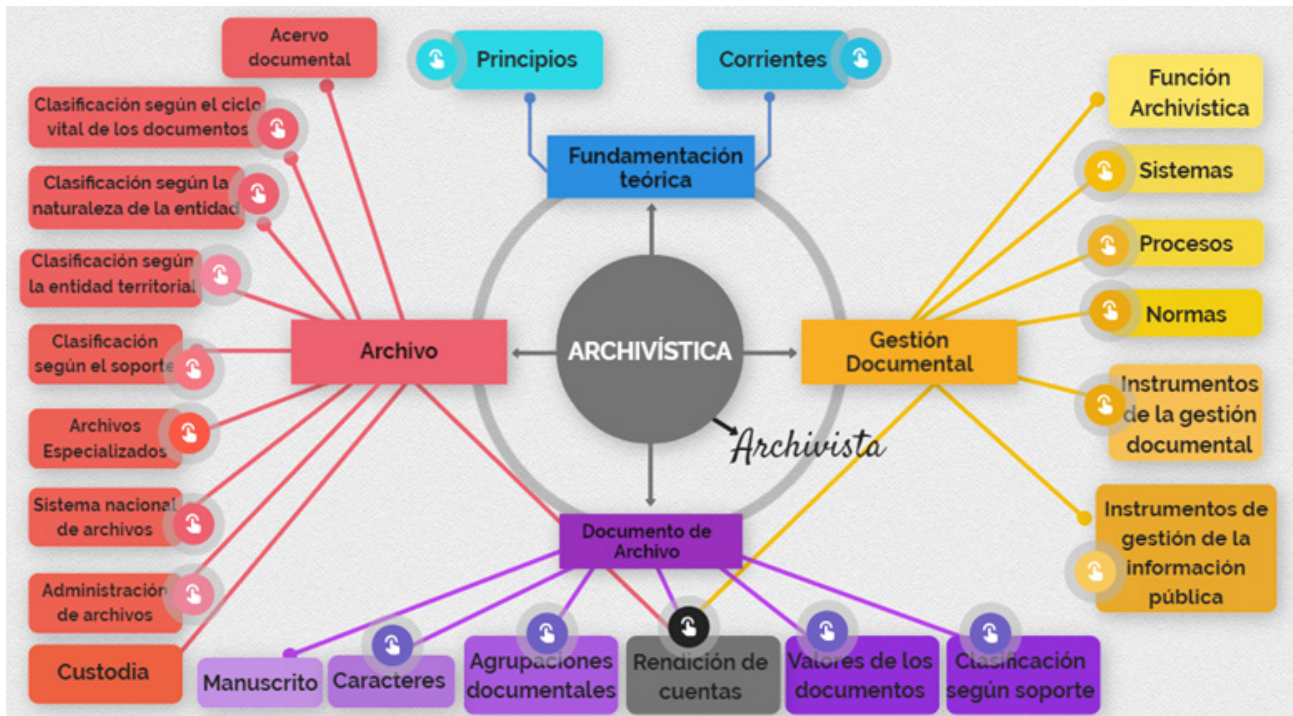 Acervo
documental
Principios
Corrientes
Función
Archivística
Clasificación según el ciclo
vital de los documentos
Fundamentación
teórica
Sistemas
Clasificación según la
naturaleza de la entidad
Procesos
Clasificación según
la entidad territorial
Normas
Clasificación
según el soporte
Archivo
ARCHIVÍSTICA
Gestión
Documental
Instrumentos
de la gestión
documental
Archivos
Especializados
Archivista
Sistema nacional
de archivos
Documento de
Archivo
Instrumentos de
gestión de la
información
pública
Administración
de archivos
Custodia
Manuscrito
Caracteres
Agrupaciones
documentales
Rendición de
cuentas
Valores de los
documentos
Clasificación
según soporte